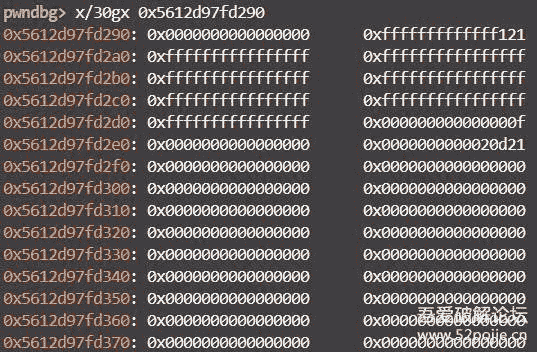 pwndbg> x/30gx 0x5612d97fd290
0x5612d97fd290: 0x0000000000000000 0xfffffffffffff121
0x5612d97fd2a0: 0xffffffffffffffff 0xffffffffffffffff
0x5612d97fd2b0: 0xffffffffffffffff 0xffffffffffffffff
0x5612d97fd2c0: 0xffffffffffffffff 0xffffffffffffffff
0x5612d97fd2d0: 0xffffffffffffffff 0x000000000000000f
0x5612d97fd2e0: 0x0000000000000000 0x0000000000020d21
0x5612d97fd2f0: 0x0000000000000000 0x0000000000000000
0x5612d97fd300: 0x0000000000000000 0x0000000000000000
0x5612d97fd310: 0x0000000000000000 0x0000000000000000
0x5612d97fd320: 0x0000000000000000 0x0000000000000000
0x5612d97fd330: 0x0000000000000000 0x0000000000000000
0x5612d97fd340: 0x0000000000000000 0x0000000000000000
0x5612d97fd350: 0x0000000000000000 0x0000000000000000
0x5612d97fd360: 0x0000000000000000 0x0000000000000000
0x5612d97fd370: 0x0000000000000000 0x0000000000000000
吾爱破解论坛
www.52pojie.cn